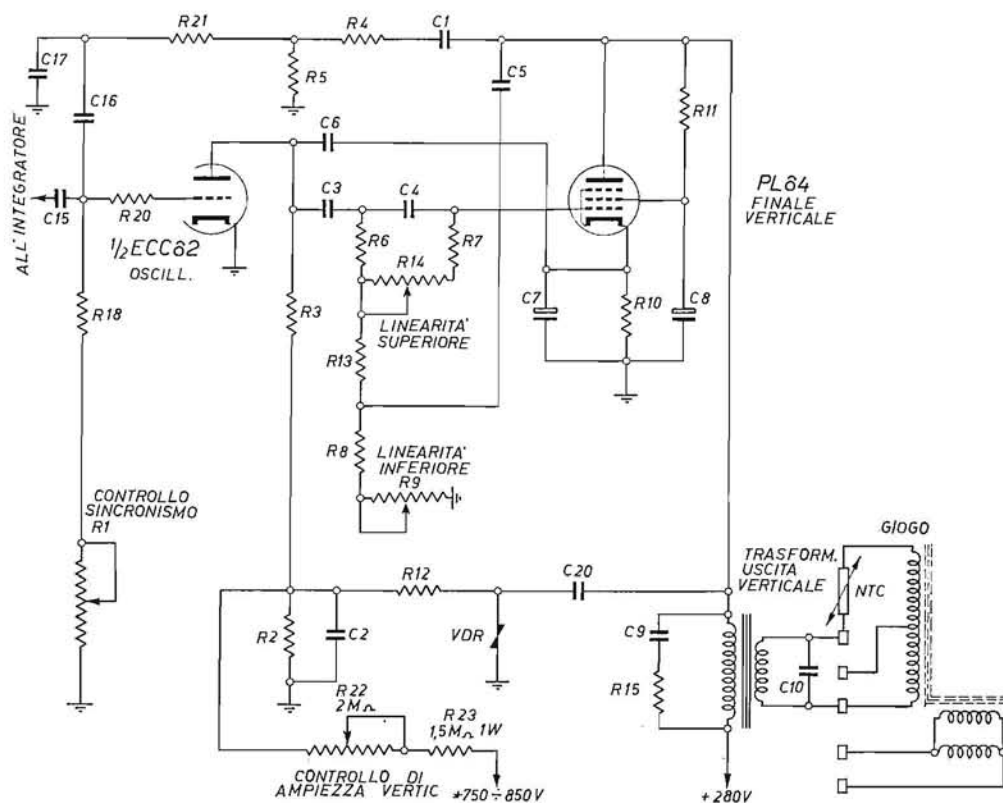 R21
R4
C1
C17
R5
C5
C16
R11
C6
ALL'INTEGRATORE
C3
C4
PL84
FINALE
VERTICALE
C15
R20
1/2 ECC82
OSCILL.
R6
R7
R14
R18
R3
C7
R10
C8
LINEARITA'
SUPERIORE
R13
R8
LINEARITA'
INFERIORE
R9
CONTROLLO
SINCRONISMO
R1
GIOGO
TRASFORM.
USCITA
VERTICALE
NTC
R12
C20
R2
C2
VDR
C9
R15
C10
R22
2MΩ
R23
1,5MΩ 1W
CONTROLLO DI
AMPIEZZA VERTIC
*750÷850V
+280V